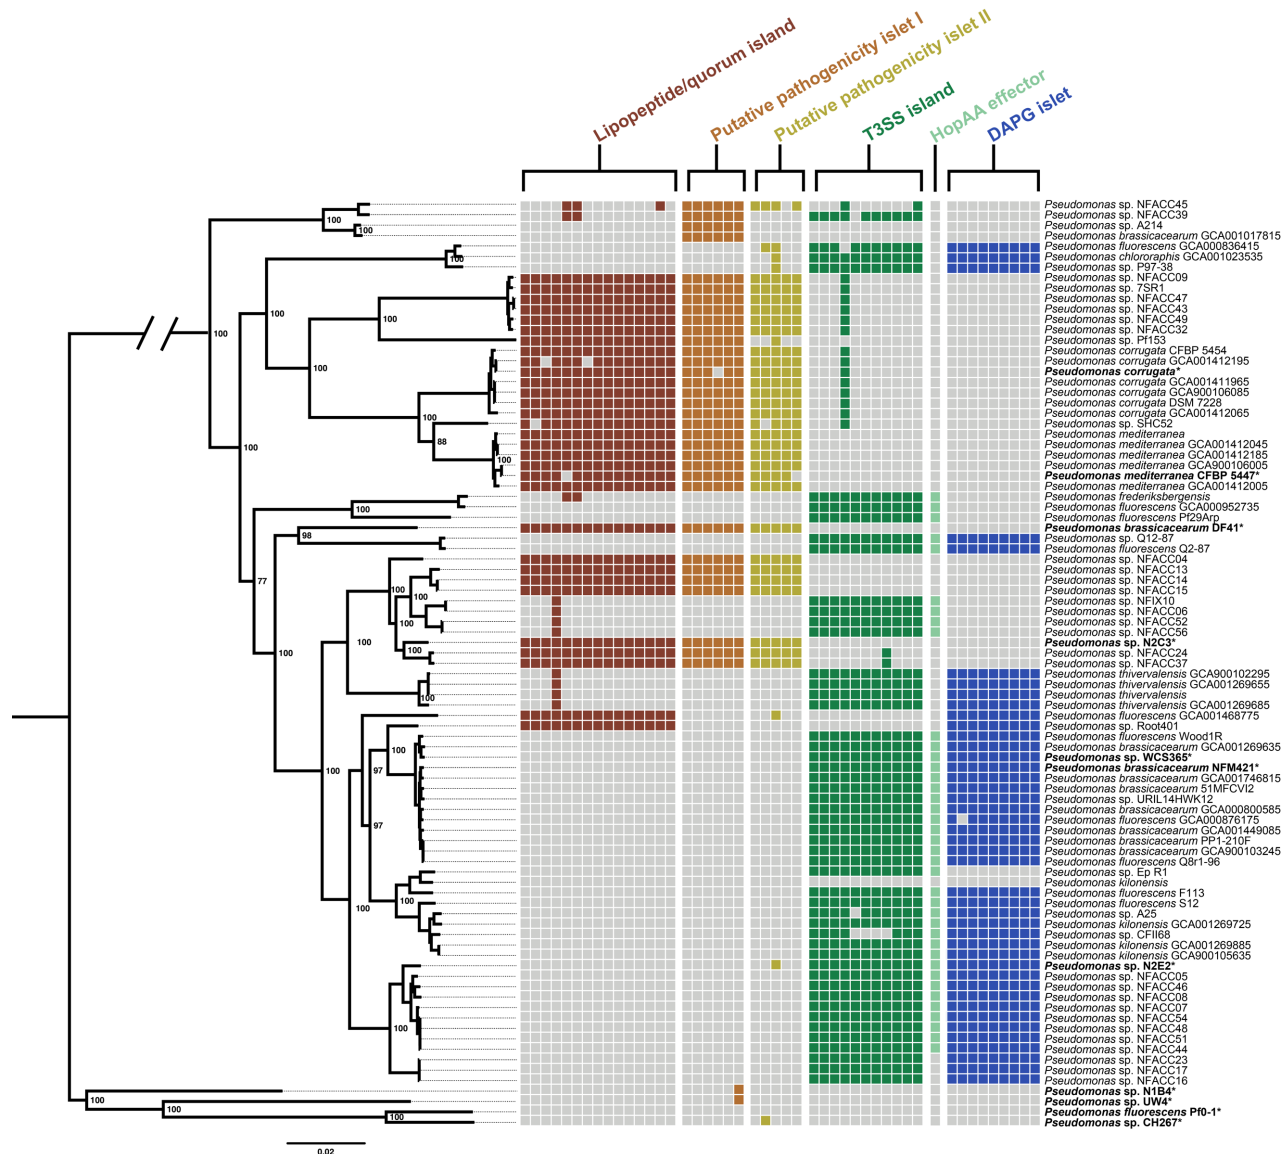 Lipopeptide/quorum island
Putative pathogenicity islet I
Putative pathogenicity islet II
T3SS island
HopAA effector
DAPG islet
Pseudomonas sp. NFACC45
Pseudomonas sp. NFACC39
Pseudomonas sp. A214
Pseudomonas brassicacearum GCA001017815
Pseudomonas fluorescens GCA000836415
Pseudomonas chlororaphis GCA001023535
Pseudomonas sp. P97-38
Pseudomonas sp. NFACC09
Pseudomonas sp. 7SR1
Pseudomonas sp. NFACC47
Pseudomonas sp. NFACC43
Pseudomonas sp. NFACC49
Pseudomonas sp. NFACC32
Pseudomonas sp. Pf153
Pseudomonas corrugata CFBP 5454
Pseudomonas corrugata GCA001412195
Pseudomonas corrugata*
Pseudomonas corrugata GCA001411965
Pseudomonas corrugata GCA900106085
Pseudomonas corrugata DSM 7228
Pseudomonas corrugata GCA001412065
Pseudomonas sp. SHC52
Pseudomonas mediterranea
Pseudomonas mediterranea GCA001412045
Pseudomonas mediterranea GCA001412185
Pseudomonas mediterranea GCA900106005
Pseudomonas mediterranea CFBP 5447*
Pseudomonas mediterranea GCA001412005
Pseudomonas frederiksbergensis
Pseudomonas fluorescens GCA000952735
Pseudomonas fluorescens Pf29Arp
Pseudomonas brassicacearum DF41*
Pseudomonas sp. Q12-87
Pseudomonas fluorescens Q2-87
Pseudomonas sp. NFACC04
Pseudomonas sp. NFACC13
Pseudomonas sp. NFACC14
Pseudomonas sp. NFACC15
Pseudomonas sp. NFIX10
Pseudomonas sp. NFACC06
Pseudomonas sp. NFACC52
Pseudomonas sp. NFACC56
Pseudomonas sp. N2C3*
Pseudomonas sp. NFACC24
Pseudomonas sp. NFACC37
Pseudomonas thivervalensis GCA900102295
Pseudomonas thivervalensis GCA001269655
Pseudomonas thivervalensis
Pseudomonas thivervalensis GCA001269685
Pseudomonas fluorescens GCA001468775
Pseudomonas sp. Root401
Pseudomonas fluorescens Wood1R
Pseudomonas brassicacearum GCA001269635
Pseudomonas sp. WCS365*
Pseudomonas brassicacearum NFM421*
Pseudomonas brassicacearum GCA001746815
Pseudomonas brassicacearum 51MFCVI2
Pseudomonas sp. URIL14HWK12
Pseudomonas brassicacearum GCA000800585
Pseudomonas fluorescens GCA000876175
Pseudomonas brassicacearum GCA001449085
Pseudomonas brassicacearum PP1-210F
Pseudomonas brassicacearum GCA900103245
Pseudomonas fluorescens Q8r1-96
Pseudomonas sp. Ep R1
Pseudomonas kilonensis
Pseudomonas fluorescens F113
Pseudomonas fluorescens S12
Pseudomonas sp. A25
Pseudomonas kilonensis GCA001269725
Pseudomonas sp. CFII68
Pseudomonas kilonensis GCA001269885
Pseudomonas kilonensis GCA900105635
Pseudomonas sp. N2E2*
Pseudomonas sp. NFACC05
Pseudomonas sp. NFACC46
Pseudomonas sp. NFACC08
Pseudomonas sp. NFACC07
Pseudomonas sp. NFACC54
Pseudomonas sp. NFACC48
Pseudomonas sp. NFACC51
Pseudomonas sp. NFACC44
Pseudomonas sp. NFACC23
Pseudomonas sp. NFACC17
Pseudomonas sp. NFACC16
Pseudomonas sp. N1B4*
Pseudomonas sp. UW4*
Pseudomonas fluorescens Pf0-1*
Pseudomonas sp. CH267*
100
100
100
100
100
100
100
100
88
100
100
77
98
100
100
100
100
100
100
100
100
97
97
100
100
100
100
100
100
0.02